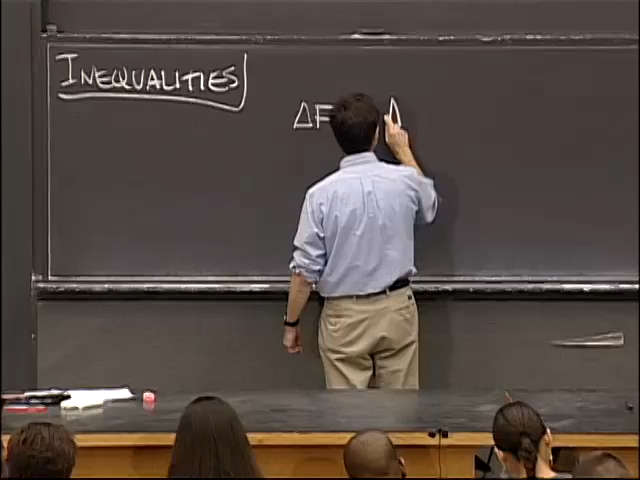 INEQUALITIES
ΔF Δ